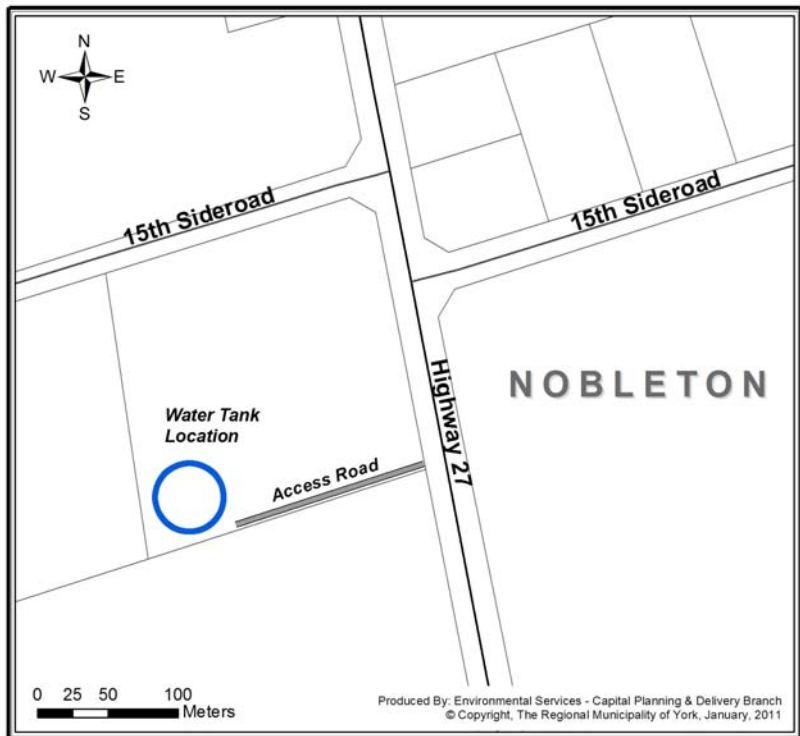 N
W E
S
15th Sideroad
15th Sideroad
Highway 27
NOBLETON
Water Tank
Location
Access Road
0 25 50 100
Meters
Produced By: Environmental Services - Capital Planning & Delivery Branch
© Copyright, The Regional Municipality of York, January, 2011